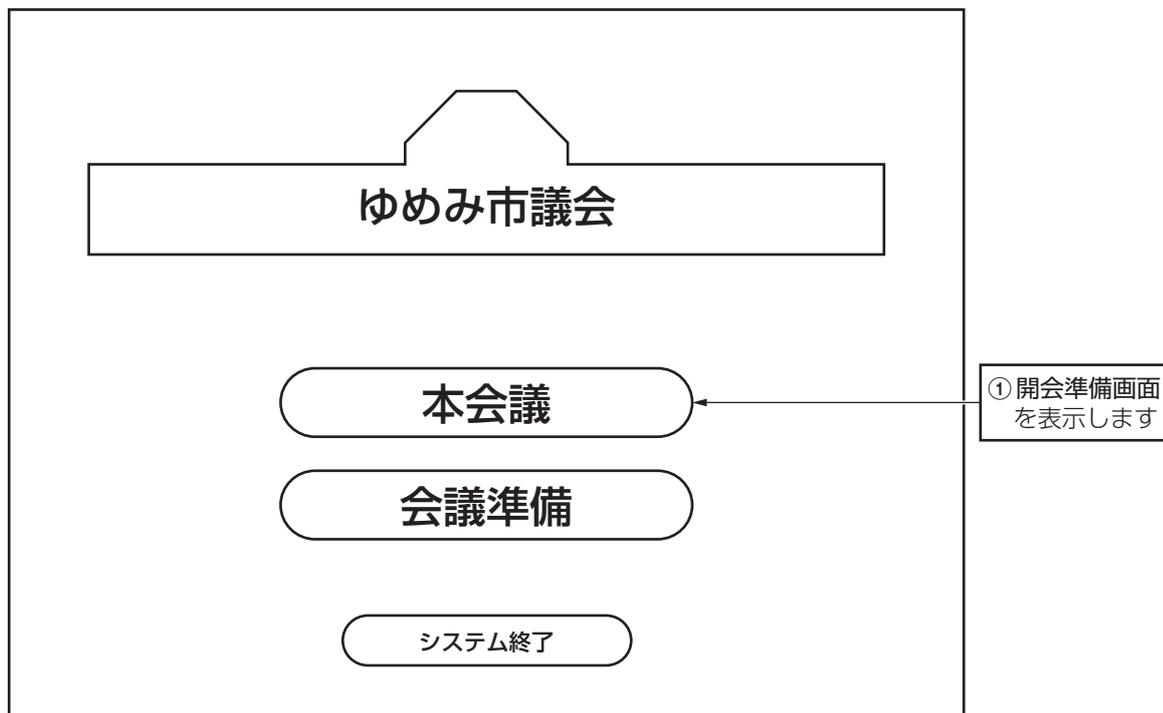 ゆめみ市議会
本会議
① 開会準備画面
を表示します
会議準備
システム終了